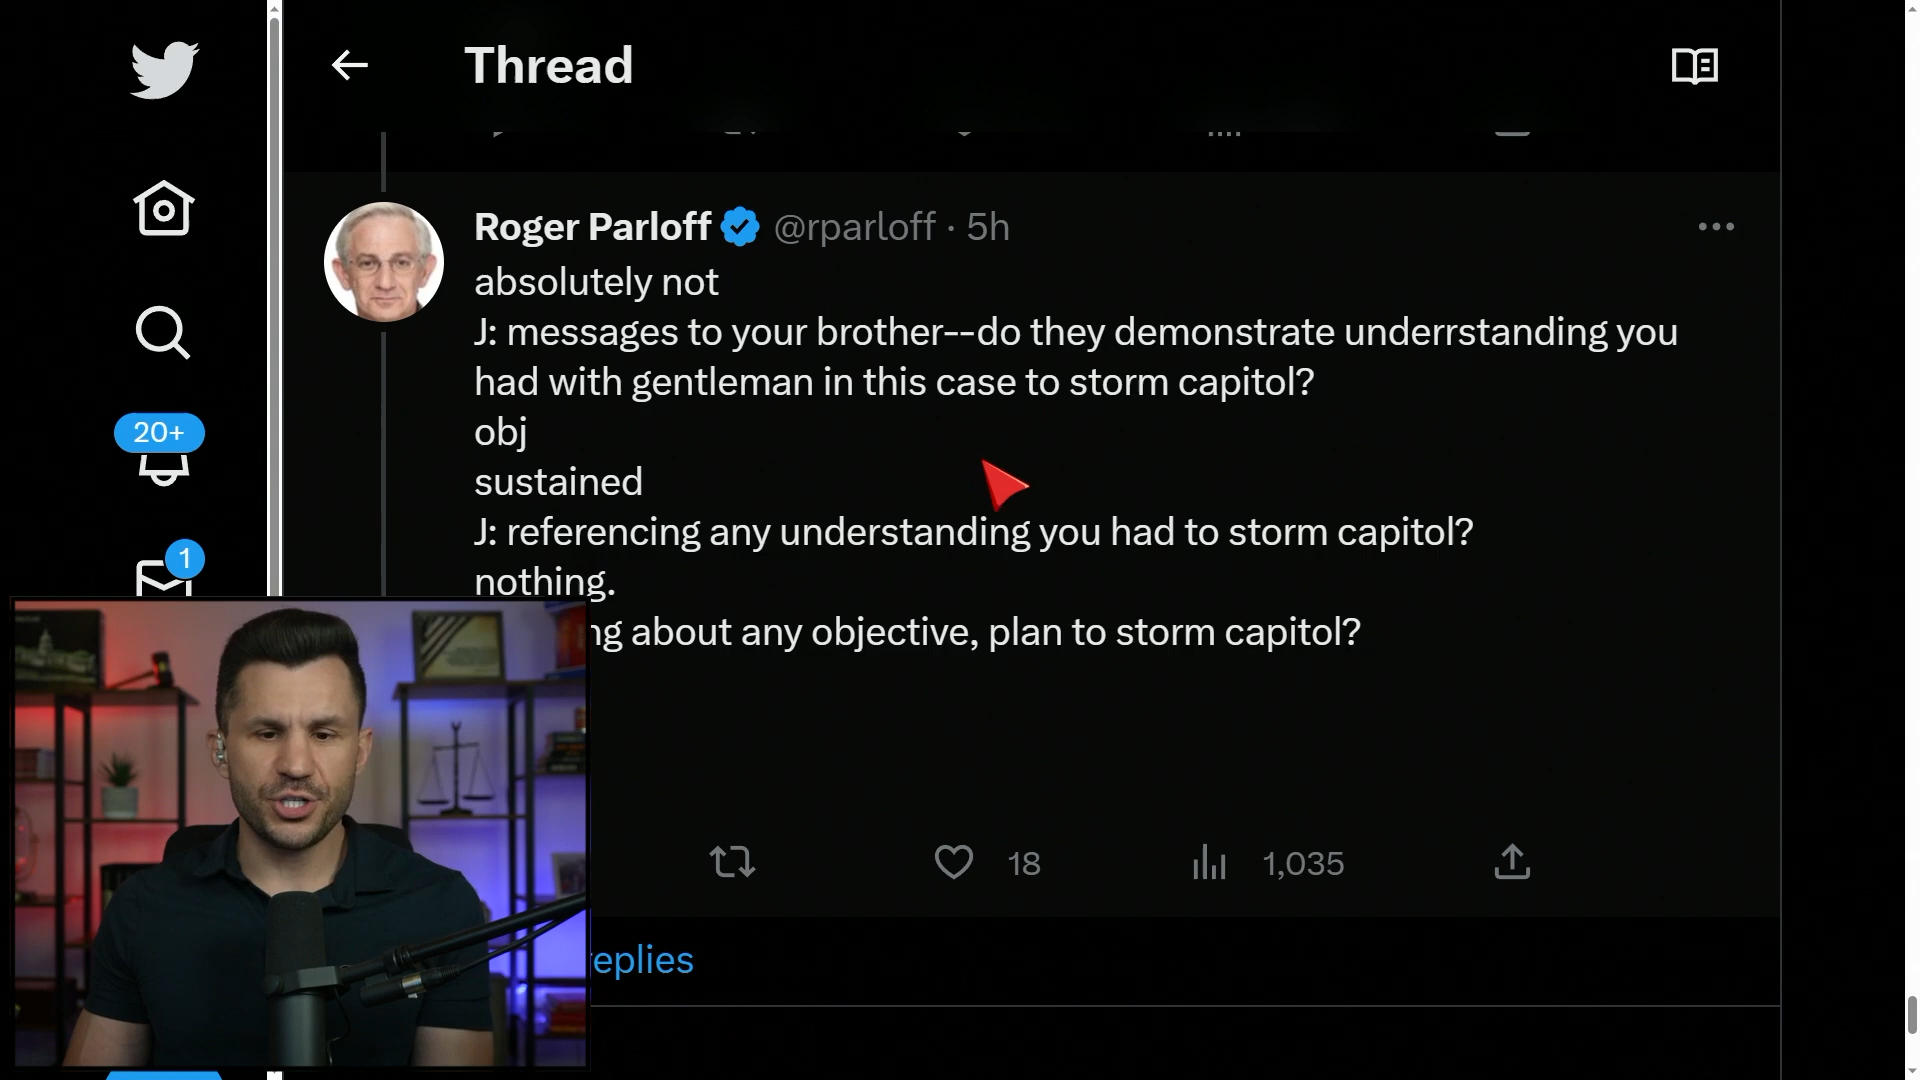 Thread
Roger Parloff @rparloff · 5h
absolutely not
J: messages to your brother--do they demonstrate underrstanding you
had with gentleman in this case to storm capitol?
obj
sustained
J: referencing any understanding you had to storm capitol?
nothing.
about any objective, plan to storm capitol?
20+
1
18
1,035